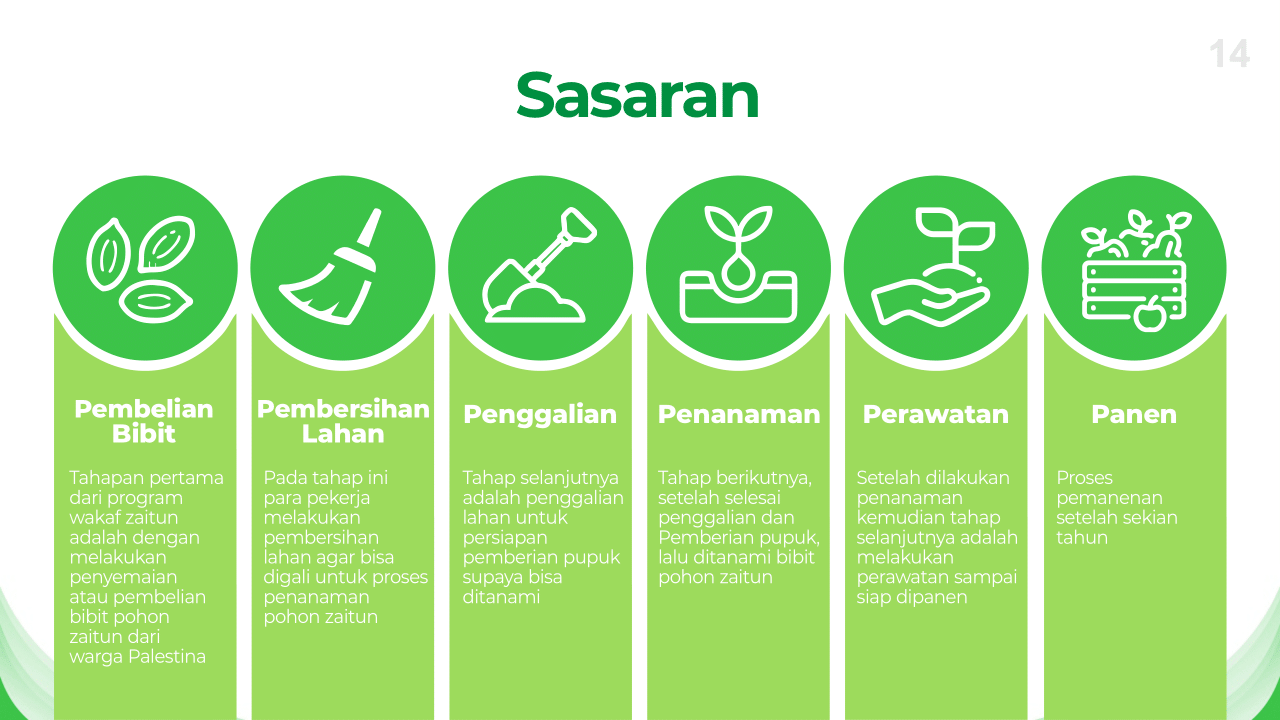 14
Sasaran
Pembelian
Bibit
Tahapan pertama
dari program
wakaf zaitun
adalah dengan
melakukan
penyemaian
atau pembelian
bibit pohon
zaitun dari
warga Palestina
Pembersihan
Lahan
Pada tahap ini
para pekerja
melakukan
pembersihan
lahan agar bisa
digali untuk proses
penanaman
pohon zaitun
Penggalian
Tahap selanjutnya
adalah penggalian
lahan untuk
persiapan
pemberian pupuk
supaya bisa
ditanami
Penanaman
Tahap berikutnya,
setelah selesai
penggalian dan
Pemberian pupuk,
lalu ditanami bibit
pohon zaitun
Perawatan
Setelah dilakukan
penanaman
kemudian tahap
selanjutnya adalah
melakukan
perawatan sampai
siap dipanen
Panen
Proses
pemanenan
setelah sekian
tahun